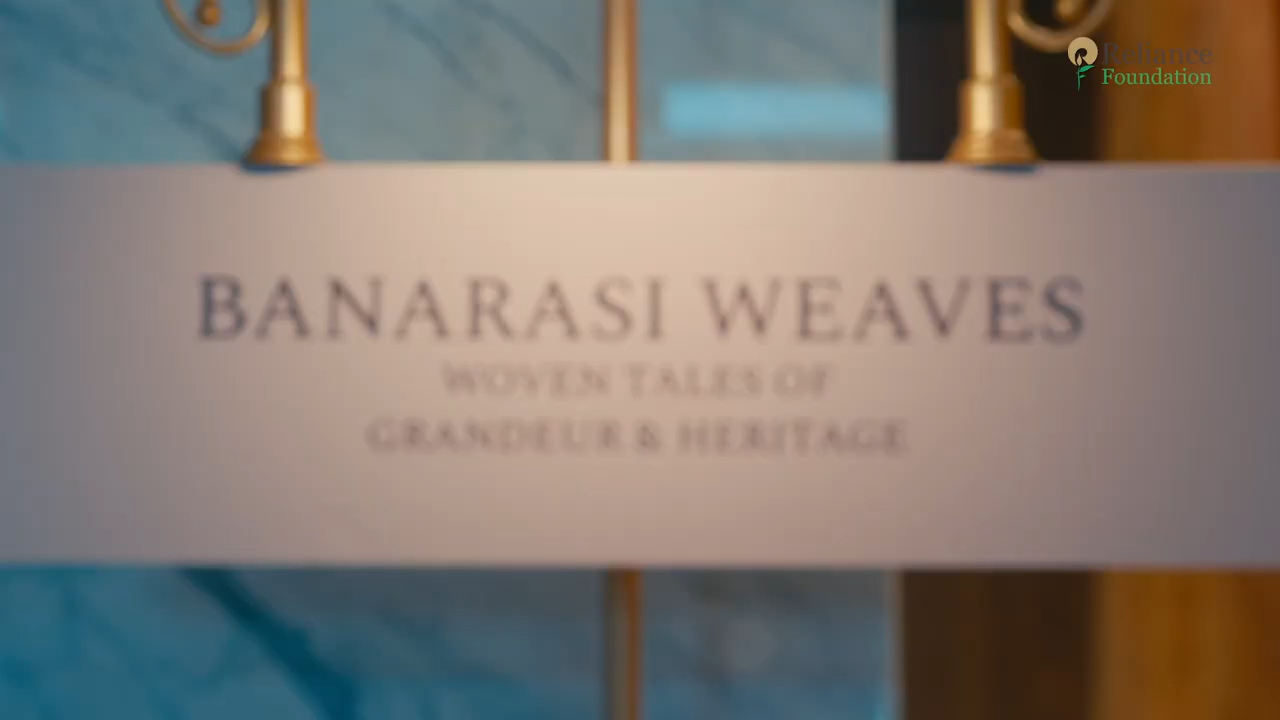 Reliance
Foundation
BANARASI WEAVES
WOVEN TALES OF
GRANDEUR & HERITAGE